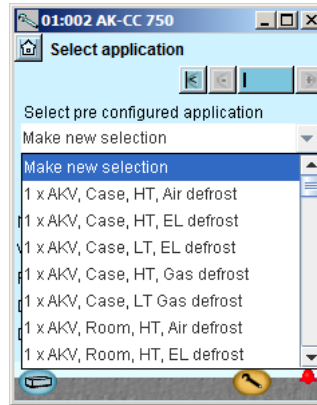 01:002 AK-CC 750
Select application
Select pre configured application
Make new selection
Make new selection
1 x AKV, Case, HT, Air defrost
1 x AKV, Case, HT, EL defrost
1 x AKV, Case, LT, EL defrost
1 x AKV, Case, HT, Gas defrost
1 x AKV, Case, LT Gas defrost
1 x AKV, Room, HT, Air defrost
1 x AKV, Room, HT, EL defrost